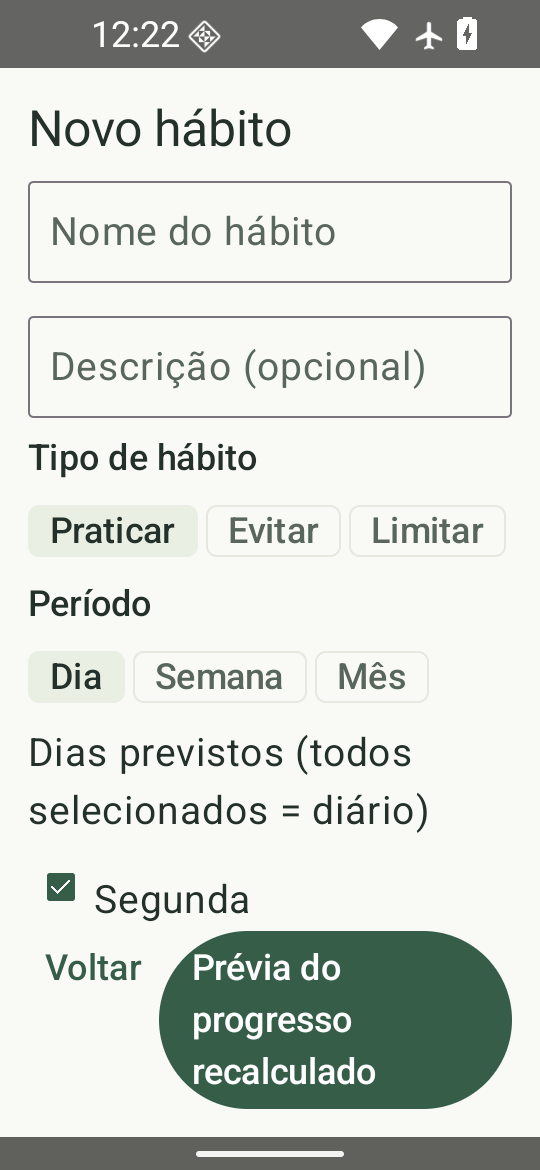 12:22
Novo hábito
Nome do hábito
Descrição (opcional)
Tipo de hábito
Praticar Evitar Limitar
Período
Dia Semana Mês
Dias previstos (todos
selecionados = diário)
Segunda
Voltar
Prévia do
progresso
recalculado